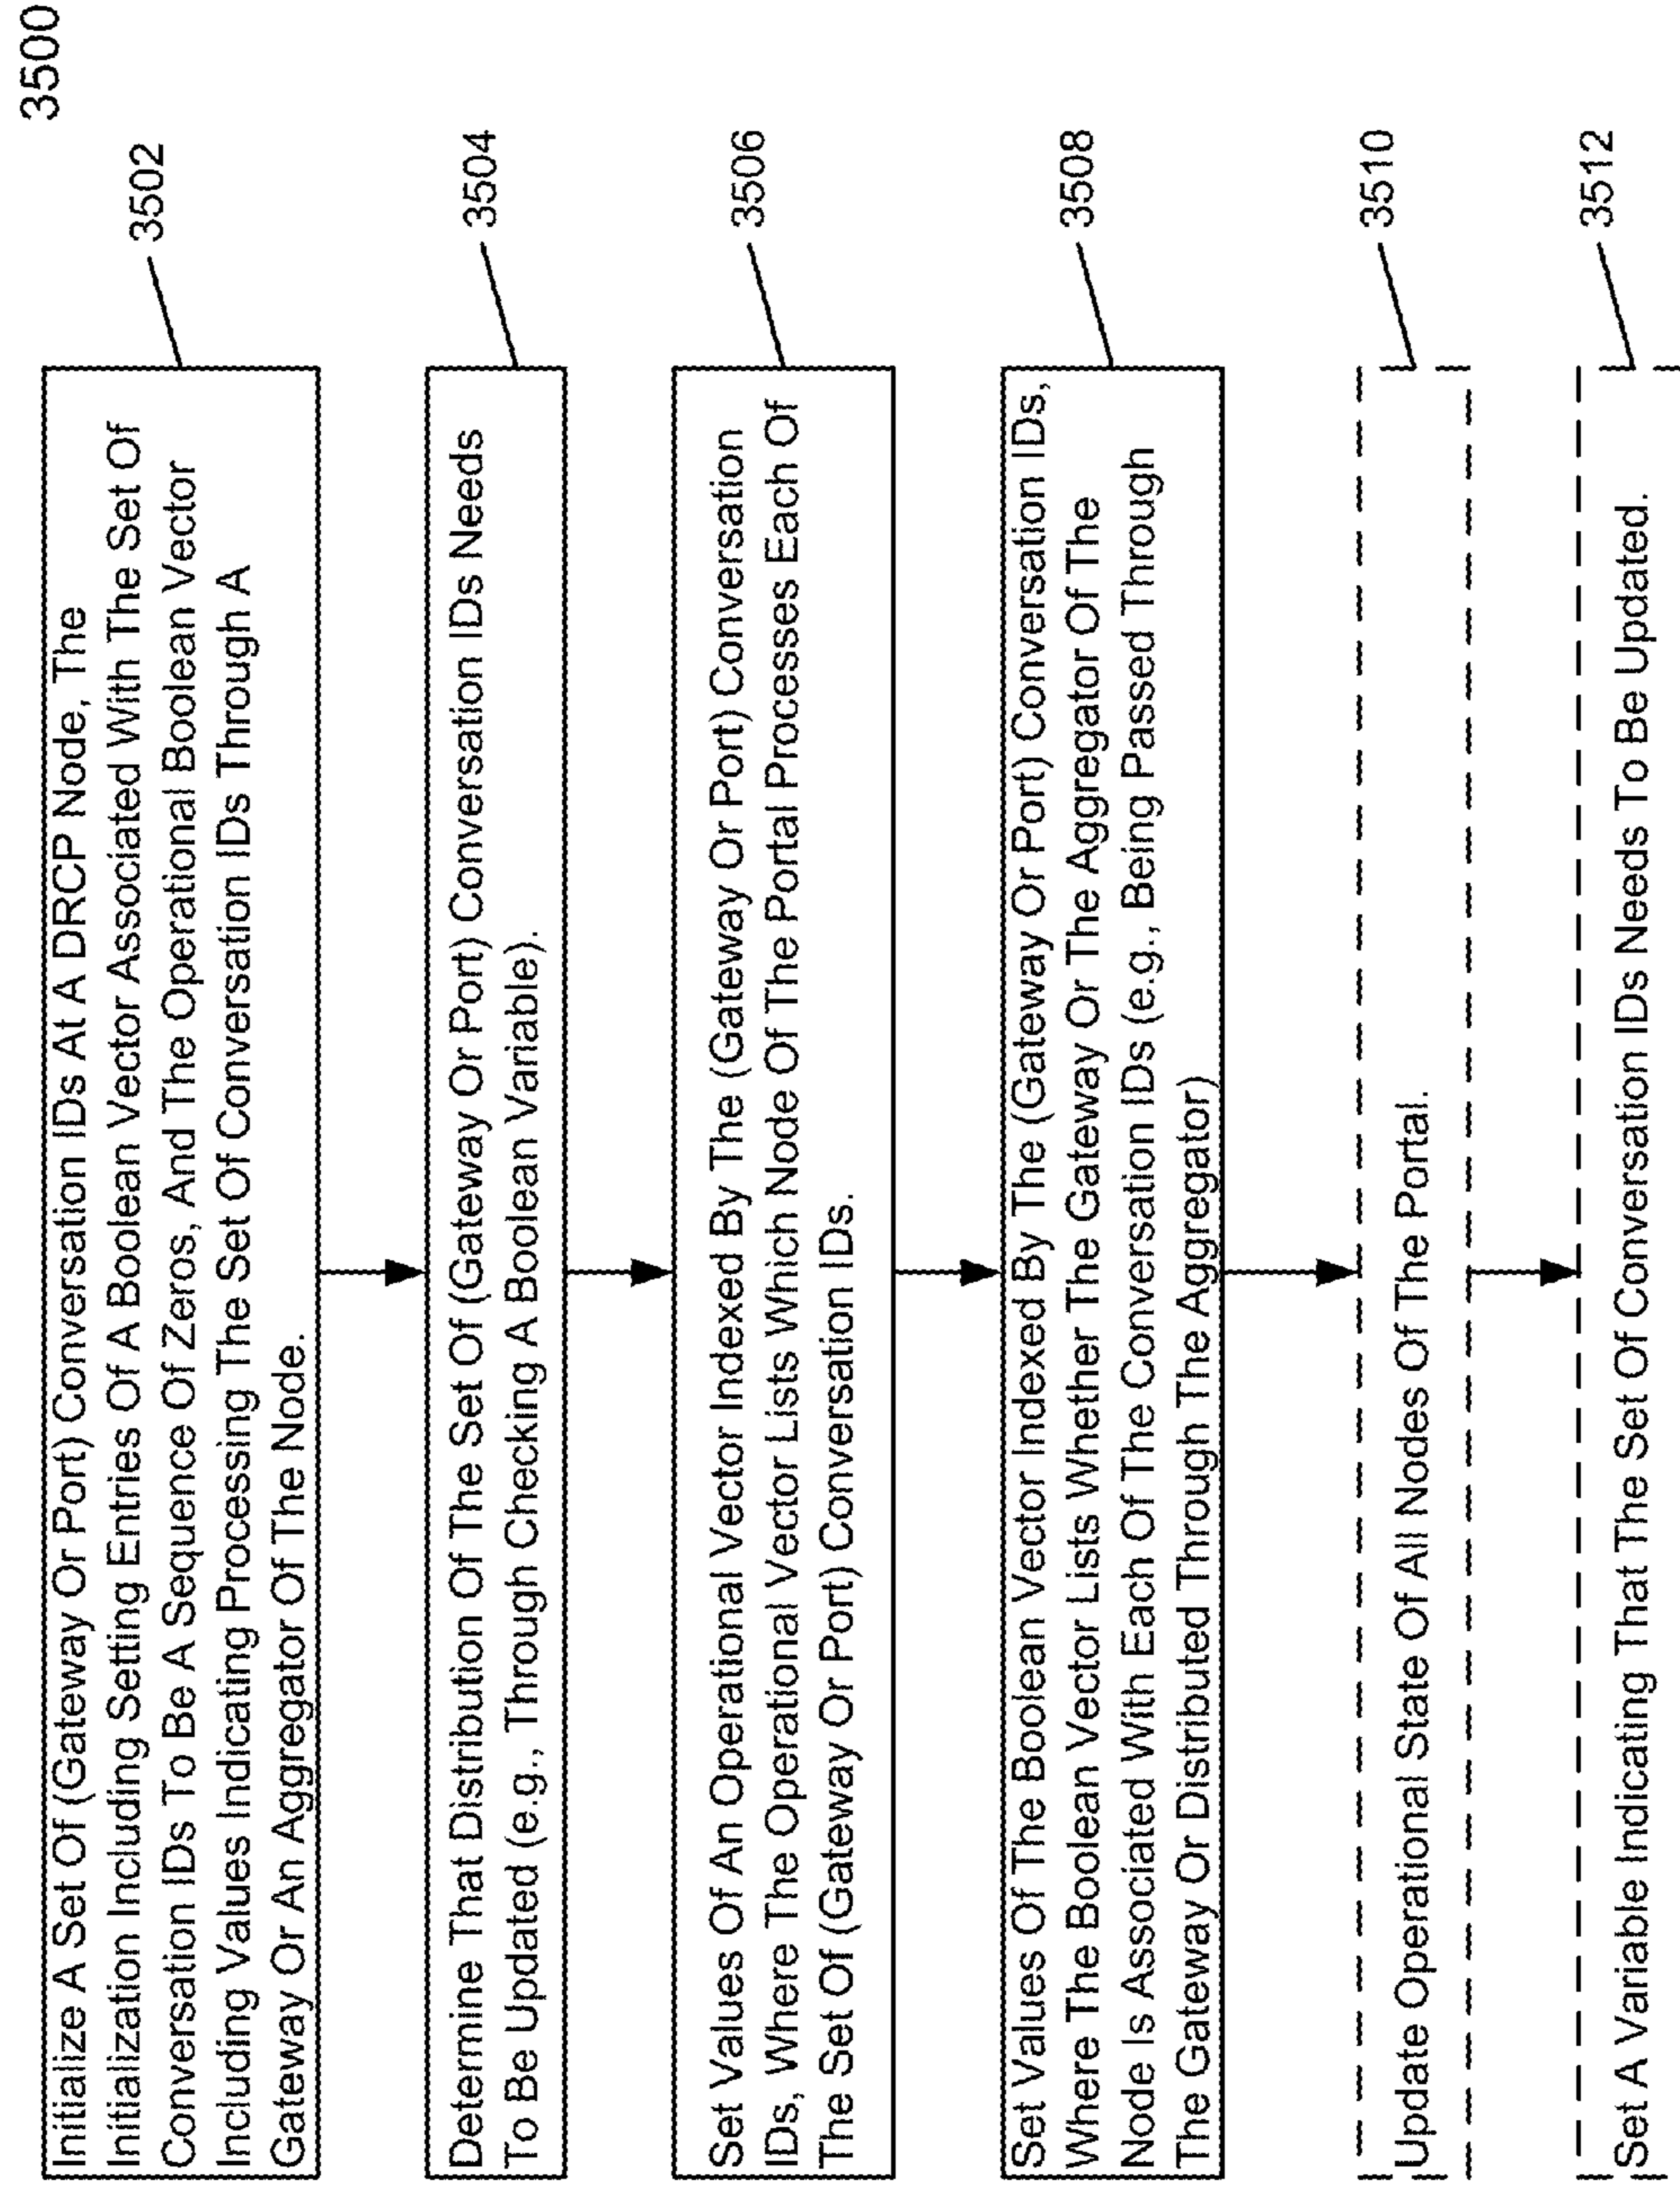 3500
Initialize A Set Of (Gateway Or Port) Conversation IDs At A DRCP Node, The
Initialization Including Setting Entries Of A Boolean Vector Associated With The Set Of
Conversation IDs To Be A Sequence Of Zeros, And The Operational Boolean Vector
Including Values Indicating Processing The Set Of Conversation IDs Through A
Gateway Or An Aggregator Of The Node.
3502
Determine That Distribution Of The Set Of (Gateway Or Port) Conversation IDs Needs
To Be Updated (e.g., Through Checking A Boolean Variable).
3504
Set Values Of An Operational Vector Indexed By The (Gateway Or Port) Conversation
IDs, Where The Operational Vector Lists Which Node Of The Portal Processes Each Of
The Set Of (Gateway Or Port) Conversation IDs.
3506
Set Values Of The Boolean Vector Indexed By The (Gateway Or Port) Conversation IDs,
Where The Boolean Vector Lists Whether The Gateway Or The Aggregator Of The
Node Is Associated With Each Of The Conversation IDs (e.g., Being Passed Through
The Gateway Or Distributed Through The Aggregator)
3508
Update Operational State Of All Nodes Of The Portal.
3510
Set A Variable Indicating That The Set Of Conversation IDs Needs To Be Updated.
3512